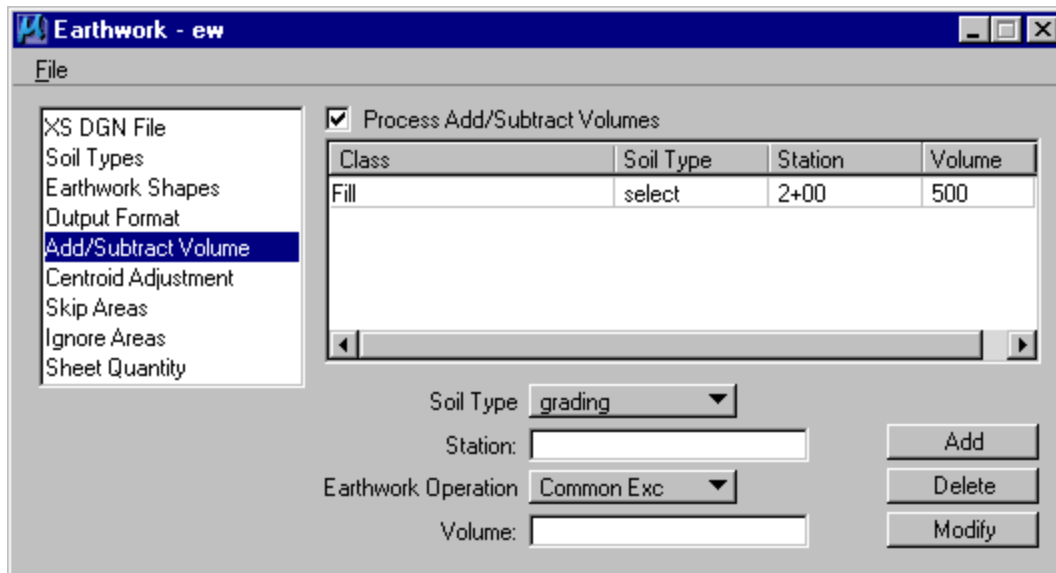 Earthwork - ew
File
XS DGN File
Soil Types
Earthwork Shapes
Output Format
Add/Subtract Volume
Centroid Adjustment
Skip Areas
Ignore Areas
Sheet Quantity
Process Add/Subtract Volumes
Class Soil Type Station Volume
Fill select 2+00 500
Soil Type grading
Station:
Earthwork Operation Common Exc
Volume:
Add
Delete
Modify